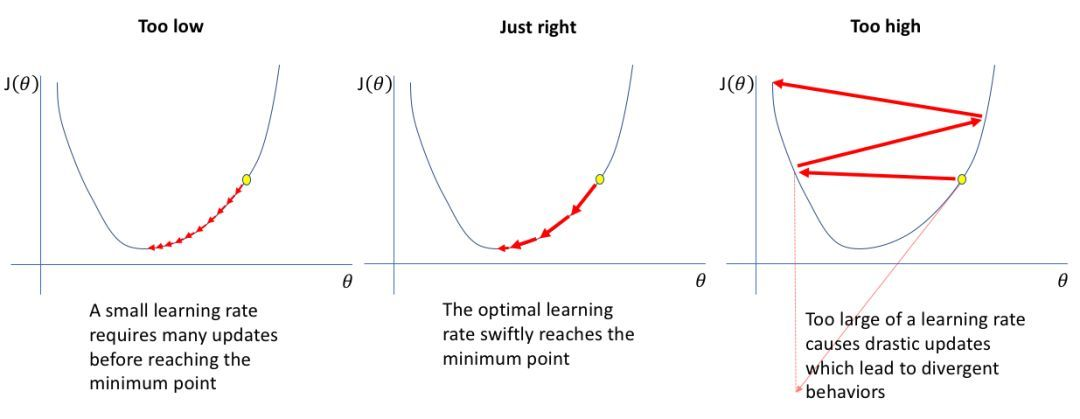 Too low
J(θ)
θ
A small learning rate
requires many updates
before reaching the
minimum point
Just right
J(θ)
θ
The optimal learning
rate swiftly reaches the
minimum point
Too high
J(θ)
θ
Too large of a learning rate
causes drastic updates
which lead to divergent
behaviors